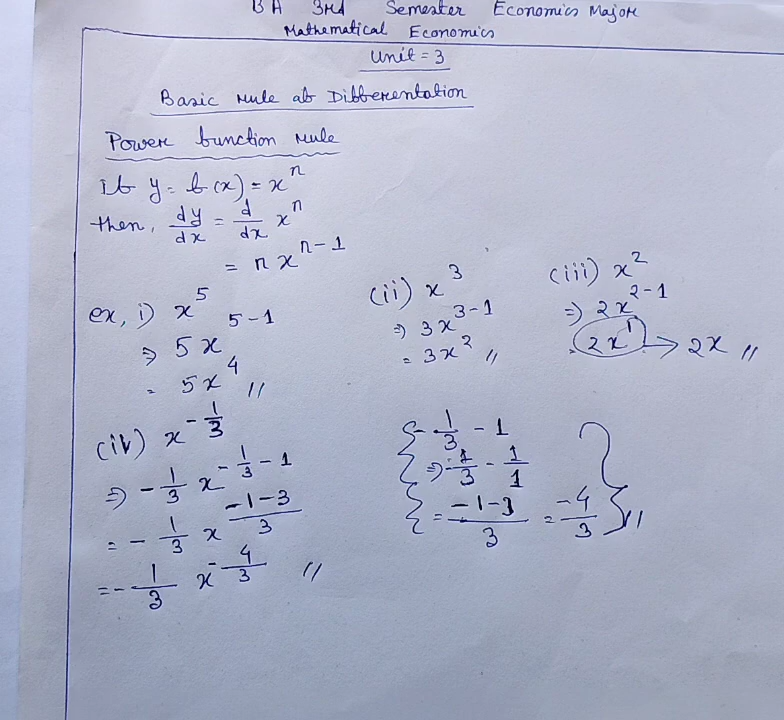 BA 3rd Semester Economics Major
Mathematical Economics
Unit = 3
Basic rule of Differentation
Power function rule
if y = f(x) = x^n
then, dy/dx = d/dx x^n
= n x^(n-1)
ex, i) x^5
⇒ 5x^(5-1)
= 5x^4 //
(ii) x^3
⇒ 3x^(3-1)
= 3x^2 //
(iii) x^2
⇒ 2x^(2-1)
= 2x^1 → 2x //
(iv) x^(-1/3)
⇒ -1/3 x^(-1/3 - 1)
= -1/3 x^((-1-3)/3)
= -1/3 x^(-4/3) //
{ -1/3 - 1
⇒ -1/3 - 1/1
= (-1-3)/3 = -4/3 } //